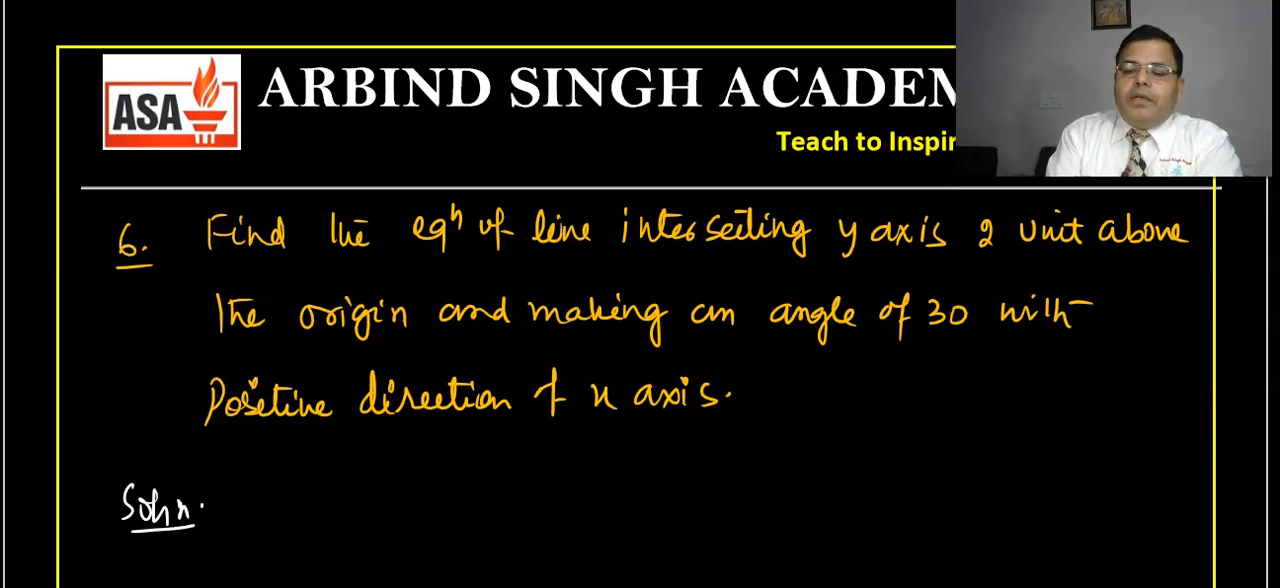 ASA
ARBIND SINGH ACADEM
Teach to Inspir
6. Find the eqn of line intersecting y axis 2 unit above
the origin and making an angle of 30 with
Positive direction of x axis.
Soln.